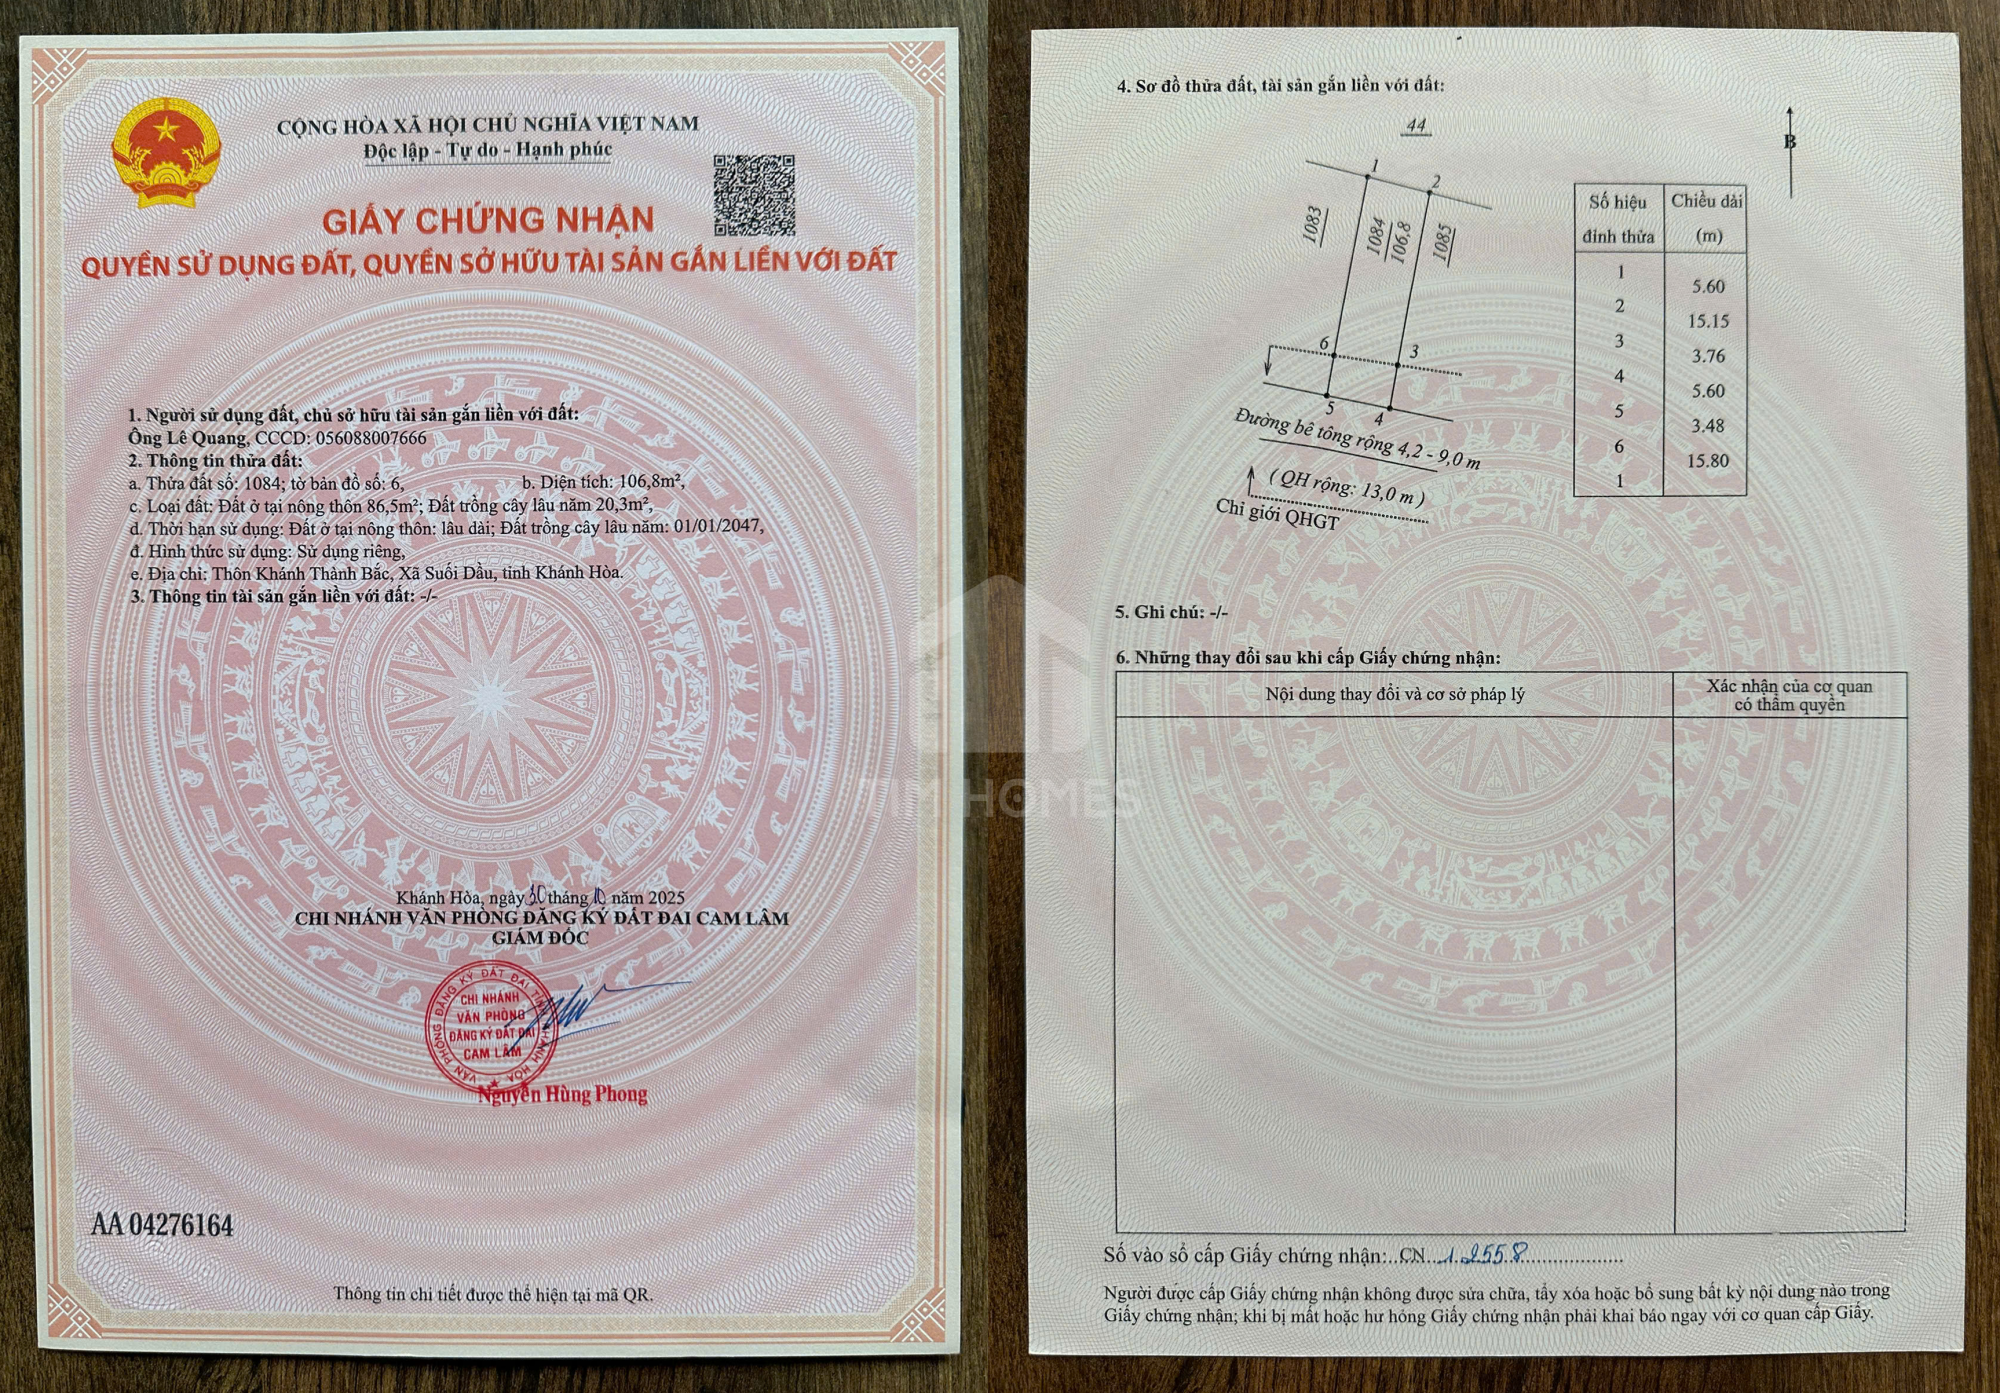 CỘNG HÒA XÃ HỘI CHỦ NGHĨA VIỆT NAM
Độc lập - Tự do - Hạnh phúc
GIẤY CHỨNG NHẬN
QUYỀN SỬ DỤNG ĐẤT, QUYỀN SỞ HỮU TÀI SẢN GẮN LIỀN VỚI ĐẤT
1. Người sử dụng đất, chủ sở hữu tài sản gắn liền với đất:
Ông Lê Quang, CCCD: 056088007666
2. Thông tin thửa đất:
a. Thửa đất số: 1084; tờ bản đồ số: 6, b. Diện tích: 106,8m²,
c. Loại đất: Đất ở tại nông thôn 86,5m²; Đất trồng cây lâu năm 20,3m²,
d. Thời hạn sử dụng: Đất ở tại nông thôn: lâu dài; Đất trồng cây lâu năm: 01/01/2047,
đ. Hình thức sử dụng: Sử dụng riêng,
e. Địa chỉ: Thôn Khánh Thành Bắc, Xã Suối Dầu, tỉnh Khánh Hòa.
3. Thông tin tài sản gắn liền với đất: -/-
Khánh Hòa, ngày 30 tháng 10 năm 2025
CHI NHÁNH VĂN PHÒNG ĐĂNG KÝ ĐẤT ĐAI CAM LÂM
GIÁM ĐỐC
VĂN PHÒNG ĐĂNG KÝ ĐẤT ĐAI TỈNH KHÁNH HÒA
CHI NHÁNH
VĂN PHÒNG
ĐĂNG KÝ ĐẤT ĐAI
CAM LÂM
Nguyễn Hùng Phong
AA 04276164
Thông tin chi tiết được thể hiện tại mã QR.
TIM HOMES
4. Sơ đồ thửa đất, tài sản gắn liền với đất:
44
B
1
2
1083
1084
106,8
1085
6
3
5
4
Đường bê tông rộng 4,2 - 9,0 m
( QH rộng: 13,0 m )
Chỉ giới QHGT
Số hiệu đỉnh thửa
Chiều dài (m)
1
5.60
2
15.15
3
3.76
4
5.60
5
3.48
6
15.80
1
5. Ghi chú: -/-
6. Những thay đổi sau khi cấp Giấy chứng nhận:
Nội dung thay đổi và cơ sở pháp lý
Xác nhận của cơ quan
có thẩm quyền
Số vào sổ cấp Giấy chứng nhận:...CN...12558......................
Người được cấp Giấy chứng nhận không được sửa chữa, tẩy xóa hoặc bổ sung bất kỳ nội dung nào trong
Giấy chứng nhận; khi bị mất hoặc hư hỏng Giấy chứng nhận phải khai báo ngay với cơ quan cấp Giấy.